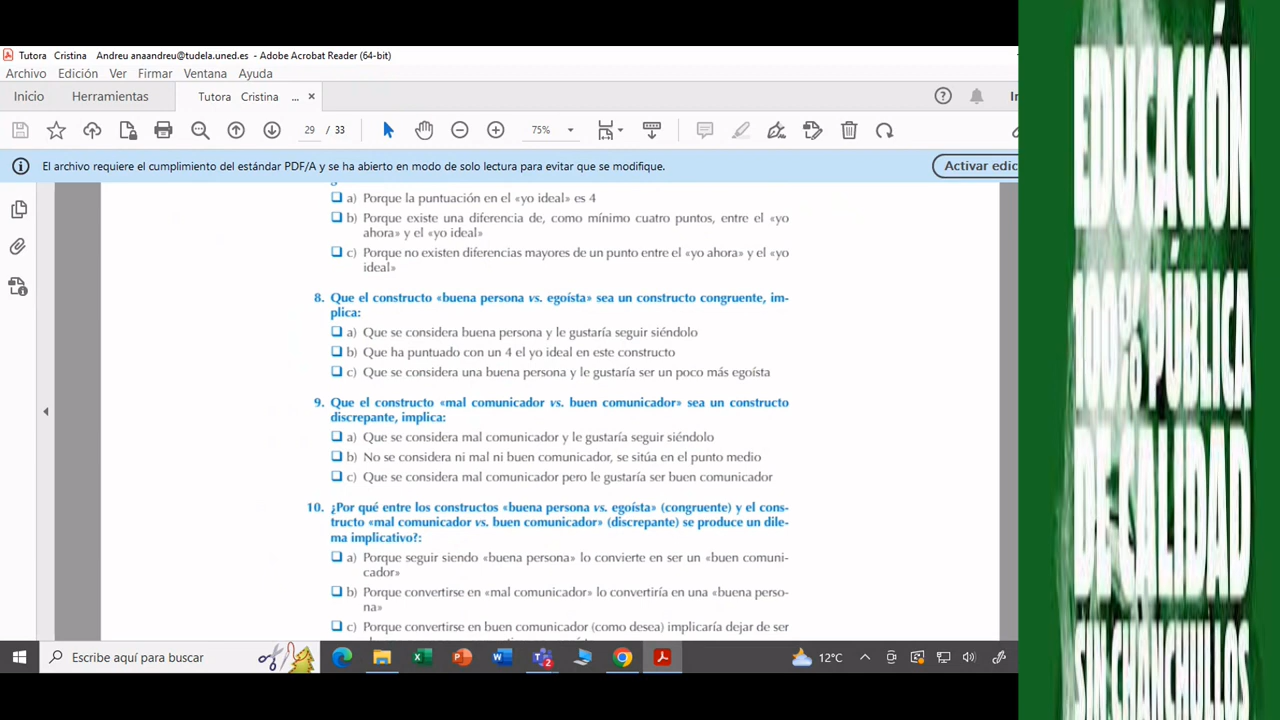 Tutora Cristina Andreu anaandreu@tudela.uned.es - Adobe Acrobat Reader (64-bit)
Archivo Edición Ver Firmar Ventana Ayuda
Inicio Herramientas Tutora Cristina ... ×
29 / 33 75%
El archivo requiere el cumplimiento del estándar PDF/A y se ha abierto en modo de solo lectura para evitar que se modifique.
Activar edic
a) Porque la puntuación en el «yo ideal» es 4
b) Porque existe una diferencia de, como mínimo cuatro puntos, entre el «yo
ahora» y el «yo ideal»
c) Porque no existen diferencias mayores de un punto entre el «yo ahora» y el «yo
ideal»
8. Que el constructo «buena persona vs. egoísta» sea un constructo congruente, im-
plica:
a) Que se considera buena persona y le gustaría seguir siéndolo
b) Que ha puntuado con un 4 el yo ideal en este constructo
c) Que se considera una buena persona y le gustaría ser un poco más egoísta
9. Que el constructo «mal comunicador vs. buen comunicador» sea un constructo
discrepante, implica:
a) Que se considera mal comunicador y le gustaría seguir siéndolo
b) No se considera ni mal ni buen comunicador, se sitúa en el punto medio
c) Que se considera mal comunicador pero le gustaría ser buen comunicador
10. ¿Por qué entre los constructos «buena persona vs. egoísta» (congruente) y el cons-
tructo «mal comunicador vs. buen comunicador» (discrepante) se produce un dile-
ma implicativo?:
a) Porque seguir siendo «buena persona» lo convierte en ser un «buen comuni-
cador»
b) Porque convertirse en «mal comunicador» lo convertiría en una «buena perso-
na»
c) Porque convertirse en buen comunicador (como desea) implicaría dejar de ser
Escribe aquí para buscar
12°C
EDUCACIÓN
100% PÚBLICA
DE CALIDAD
SIN CHANCHULLOS